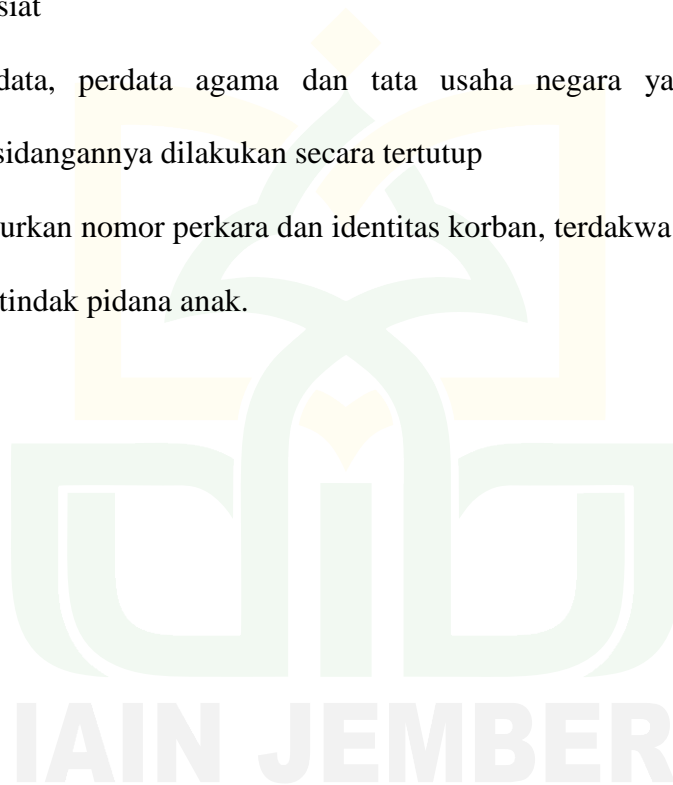 siat
data, perdata agama dan tata usaha negara ya
sidangannya dilakukan secara tertutup
urkan nomor perkara dan identitas korban, terdakwa
tindak pidana anak.
IAIN JEMBER